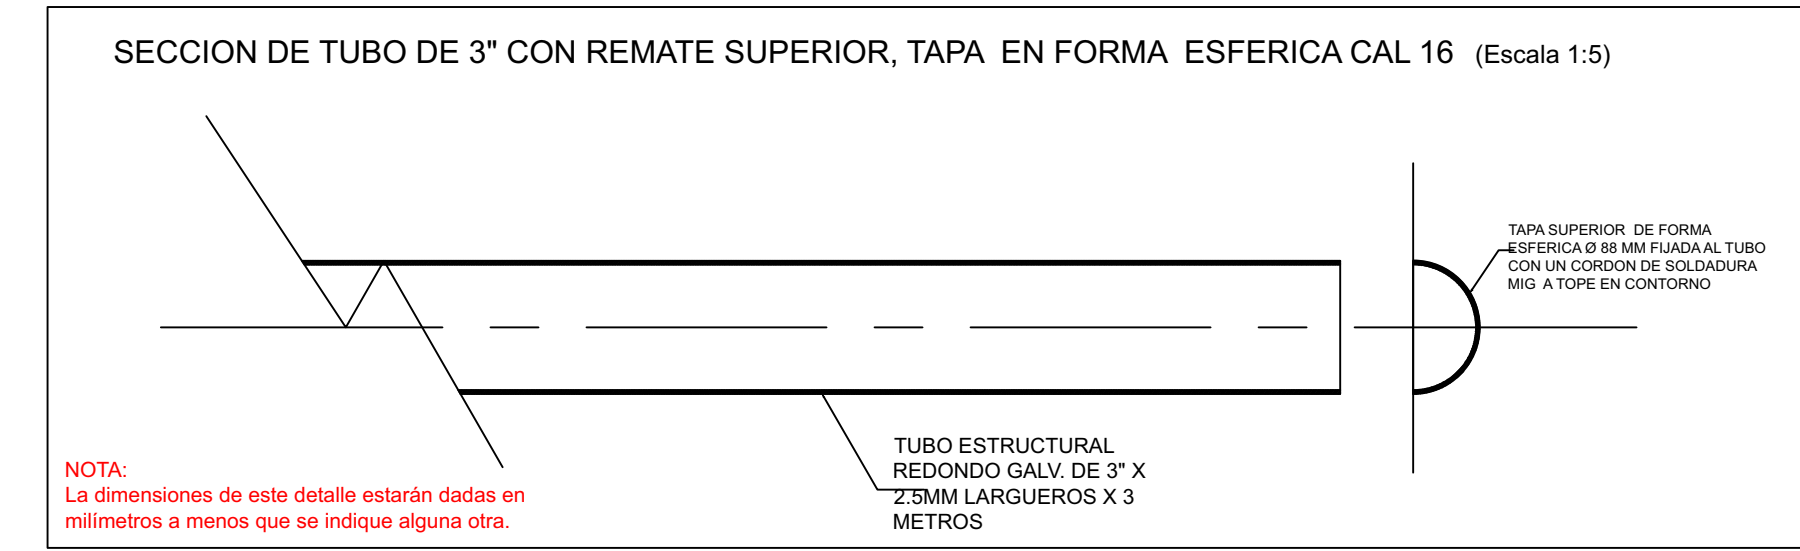 SECCION DE TUBO DE 3" CON REMATE SUPERIOR, TAPA EN FORMA ESFERICA CAL 16 (Escala 1:5)
TAPA SUPERIOR DE FORMA
ESFERICA Ø 88 MM FIJADA AL TUBO
CON UN CORDON DE SOLDADURA
MIG A TOPE EN CONTORNO
TUBO ESTRUCTURAL
REDONDO GALV. DE 3" X
2.5MM LARGUEROS X 3
METROS
NOTA:
La dimensiones de este detalle estarán dadas en
milímetros a menos que se indique alguna otra.